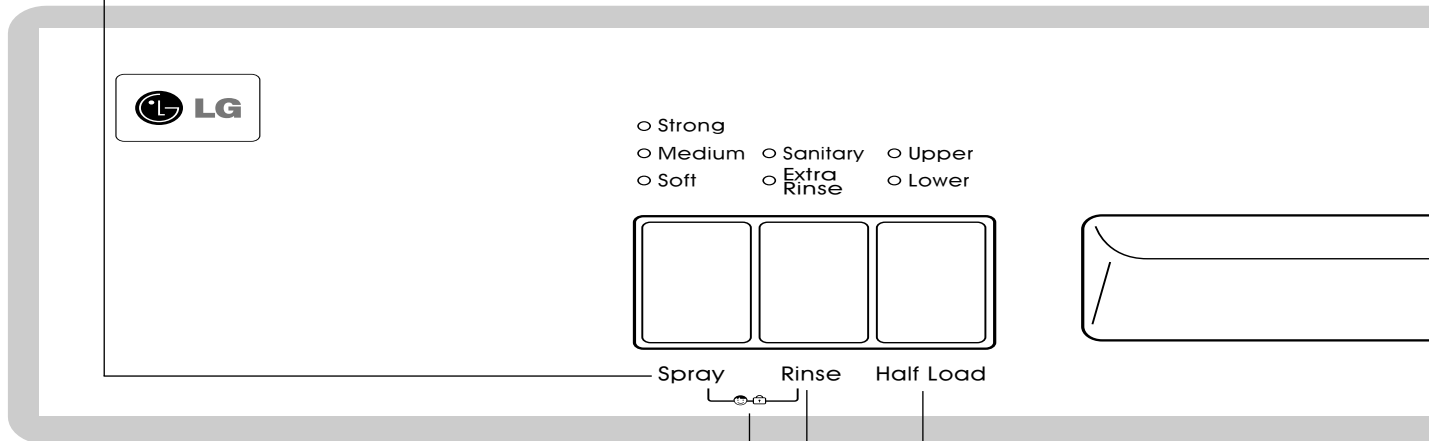 LG
Strong
Medium Sanitary Upper
Soft Extra Rinse Lower
Spray Rinse Half Load